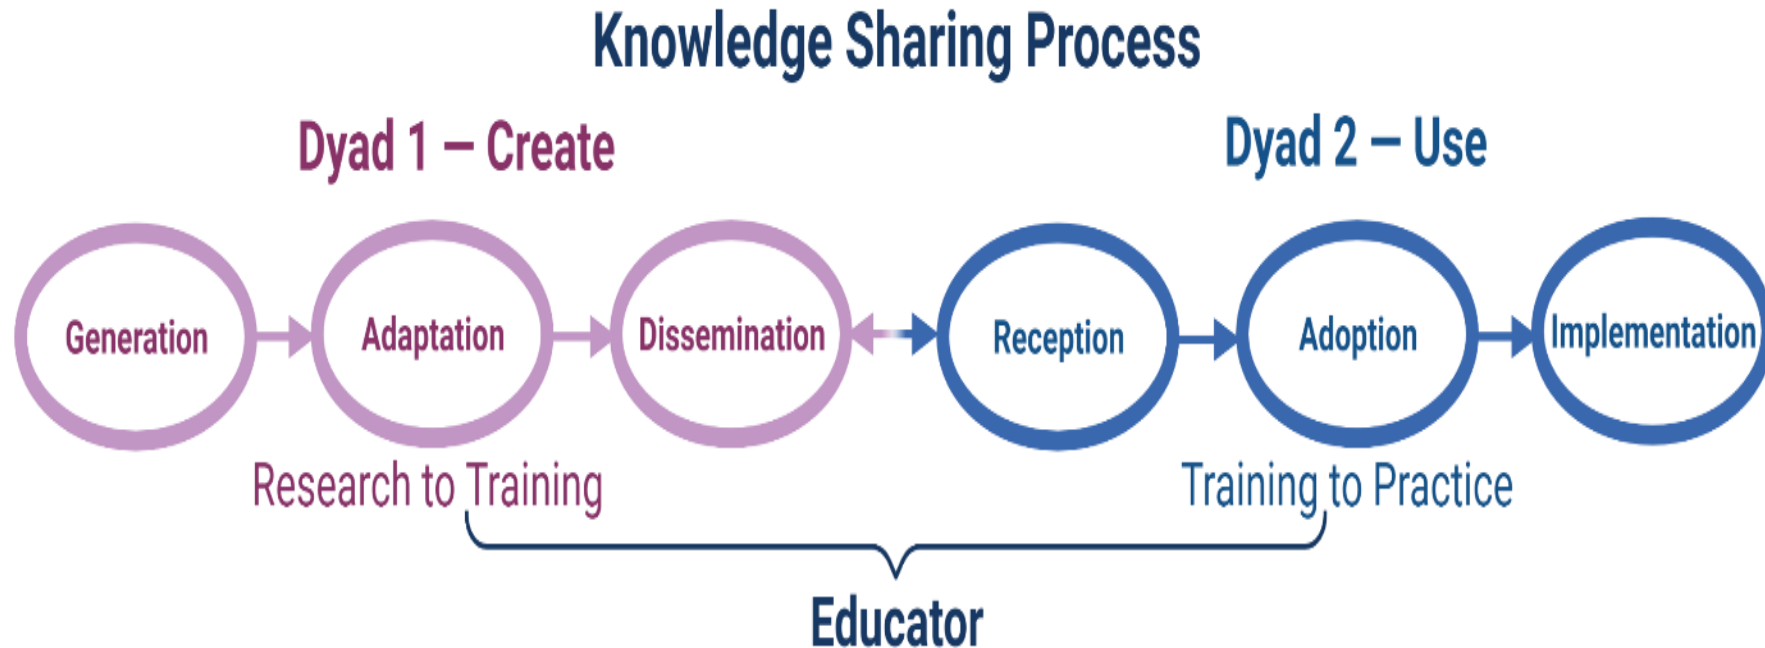 Knowledge Sharing Process
Dyad 1 — Create
Dyad 2 — Use
Generation
Adaptation
Dissemination
Reception
Adoption
Implementation
Research to Training
Training to Practice
Educator